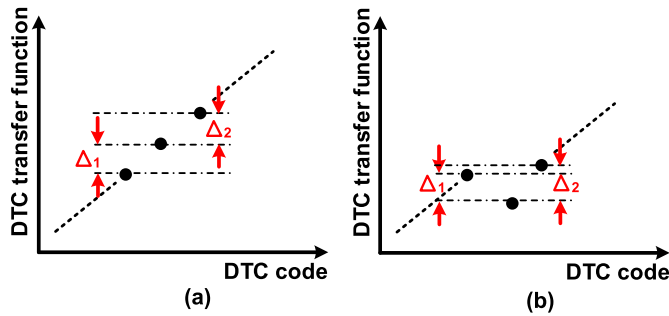 DTC transfer function
Δ1
Δ2
DTC code
(a)
DTC transfer function
Δ1
Δ2
DTC code
(b)